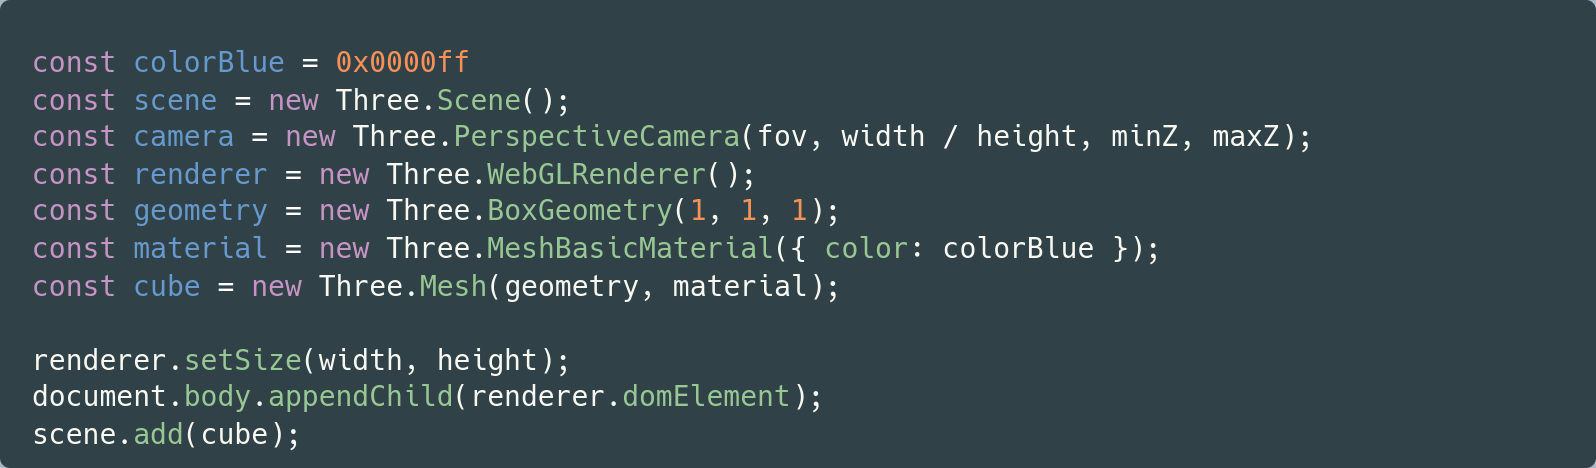 const colorBlue = 0x0000ff
const scene = new Three.Scene();
const camera = new Three.PerspectiveCamera(fov, width / height, minZ, maxZ);
const renderer = new Three.WebGLRenderer();
const geometry = new Three.BoxGeometry(1, 1, 1);
const material = new Three.MeshBasicMaterial({ color: colorBlue });
const cube = new Three.Mesh(geometry, material);

renderer.setSize(width, height);
document.body.appendChild(renderer.domElement);
scene.add(cube);